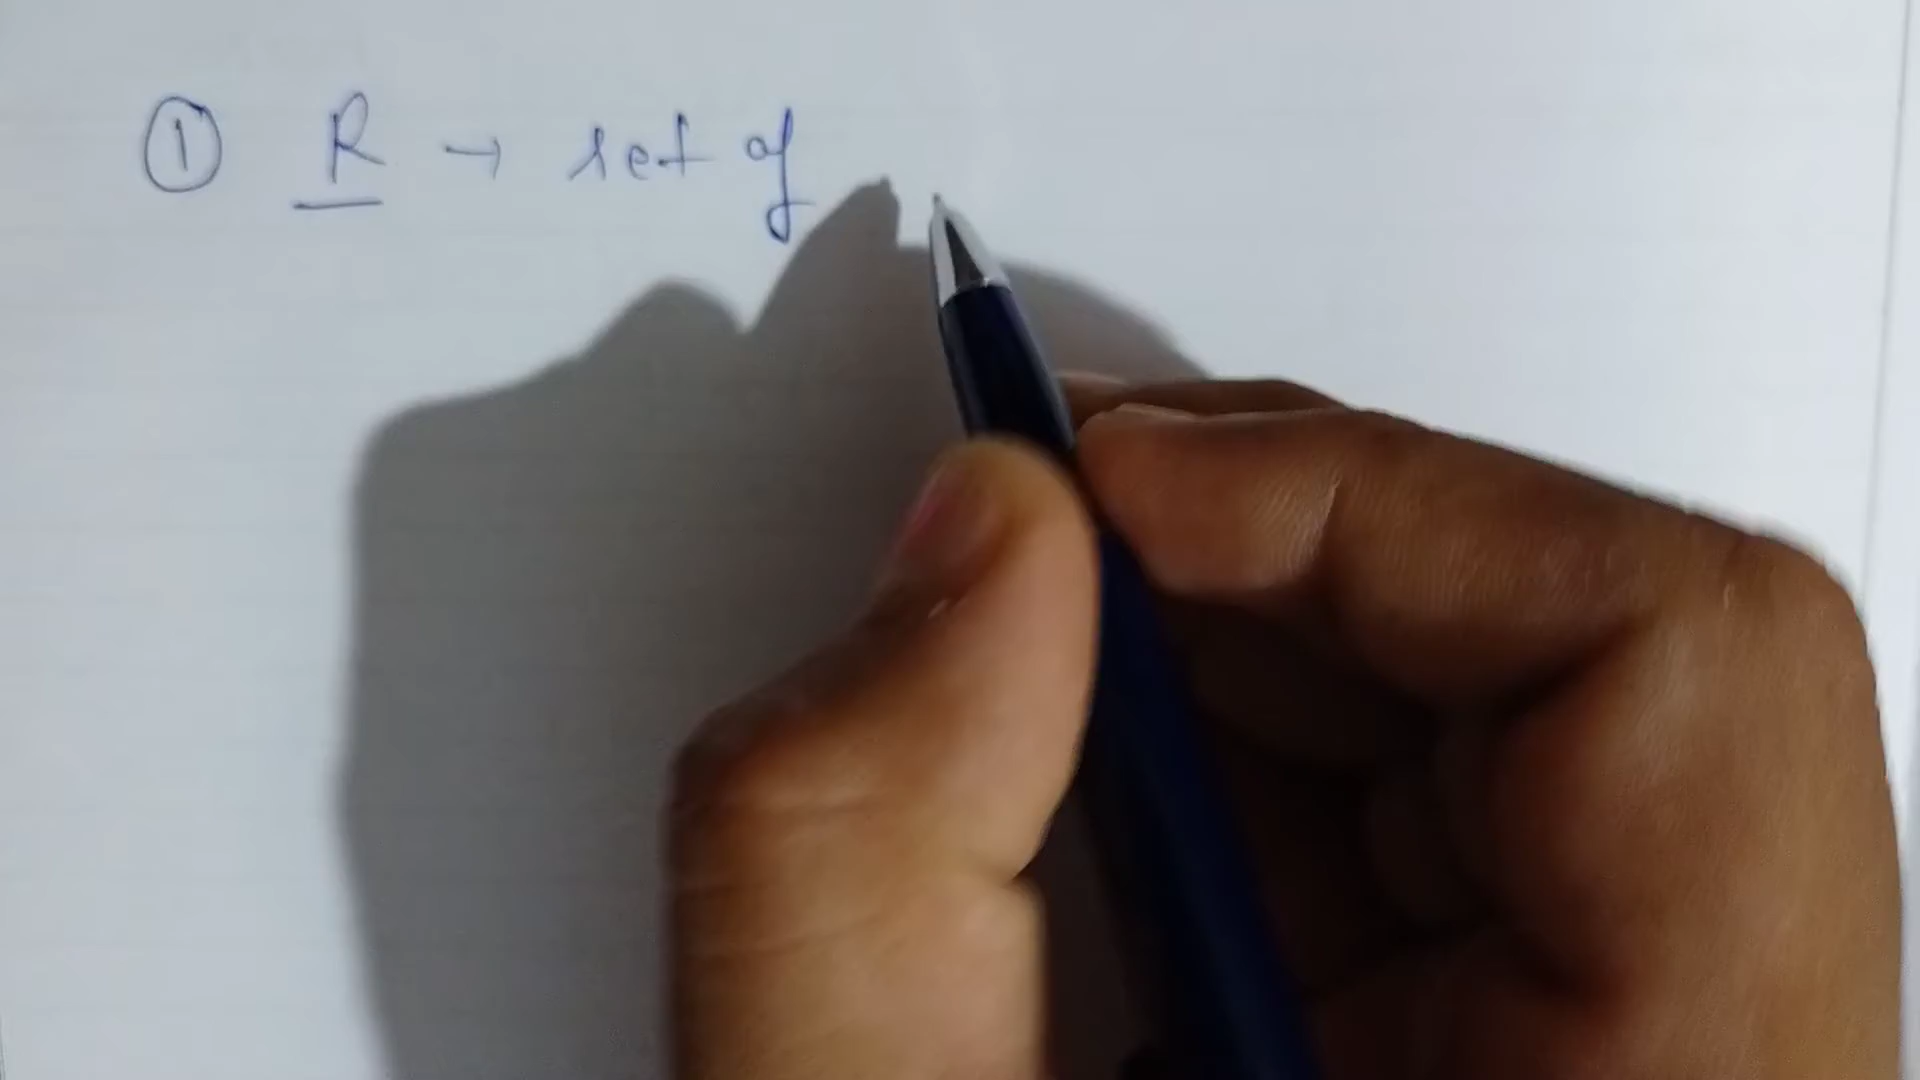 ① R → set of